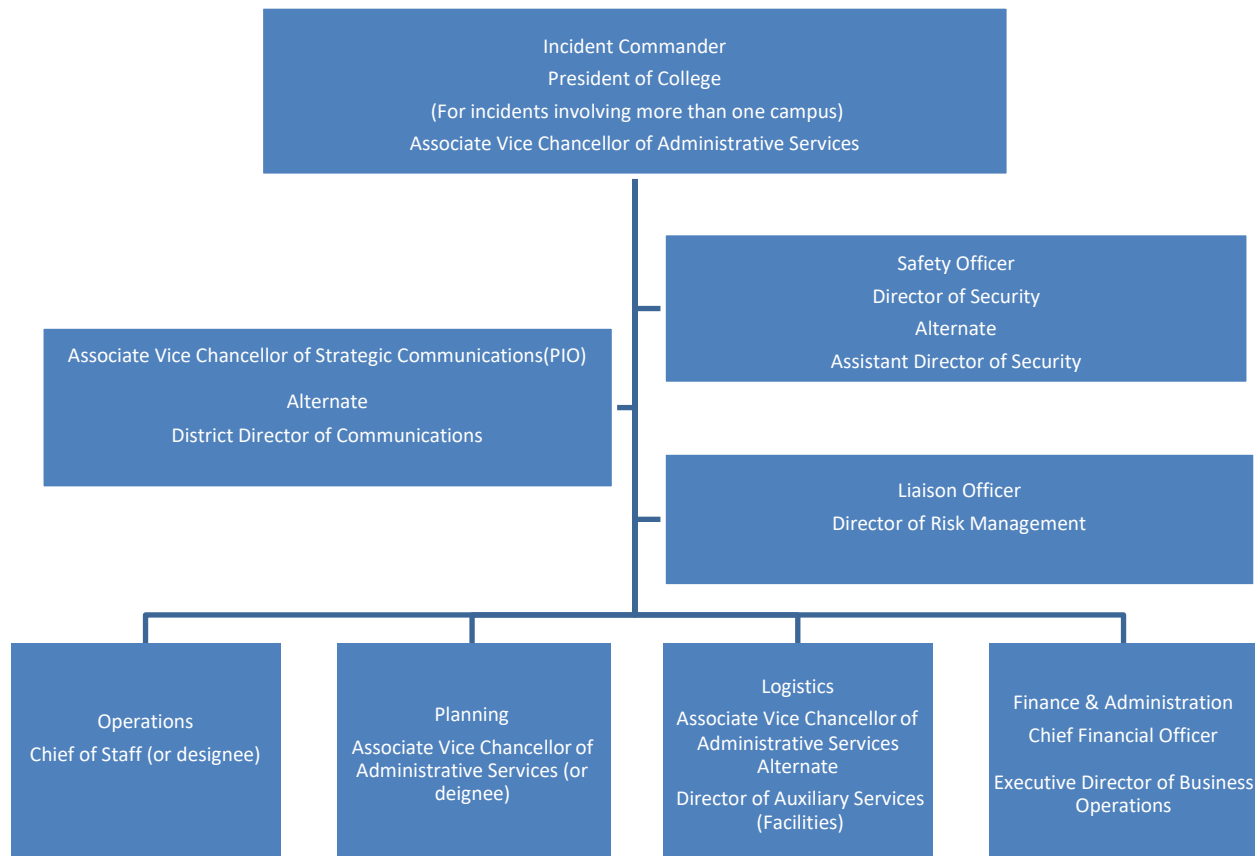 Incident Commander
President of College
(For incidents involving more than one campus)
Associate Vice Chancellor of Administrative Services
Safety Officer
Director of Security
Alternate
Assistant Director of Security
Associate Vice Chancellor of Strategic Communications(PIO)
Alternate
District Director of Communications
Liaison Officer
Director of Risk Management
Operations
Chief of Staff (or designee)
Planning
Associate Vice Chancellor of
Administrative Services (or
deignee)
Logistics
Associate Vice Chancellor of
Administrative Services
Alternate
Director of Auxiliary Services
(Facilities)
Finance & Administration
Chief Financial Officer
Executive Director of Business
Operations